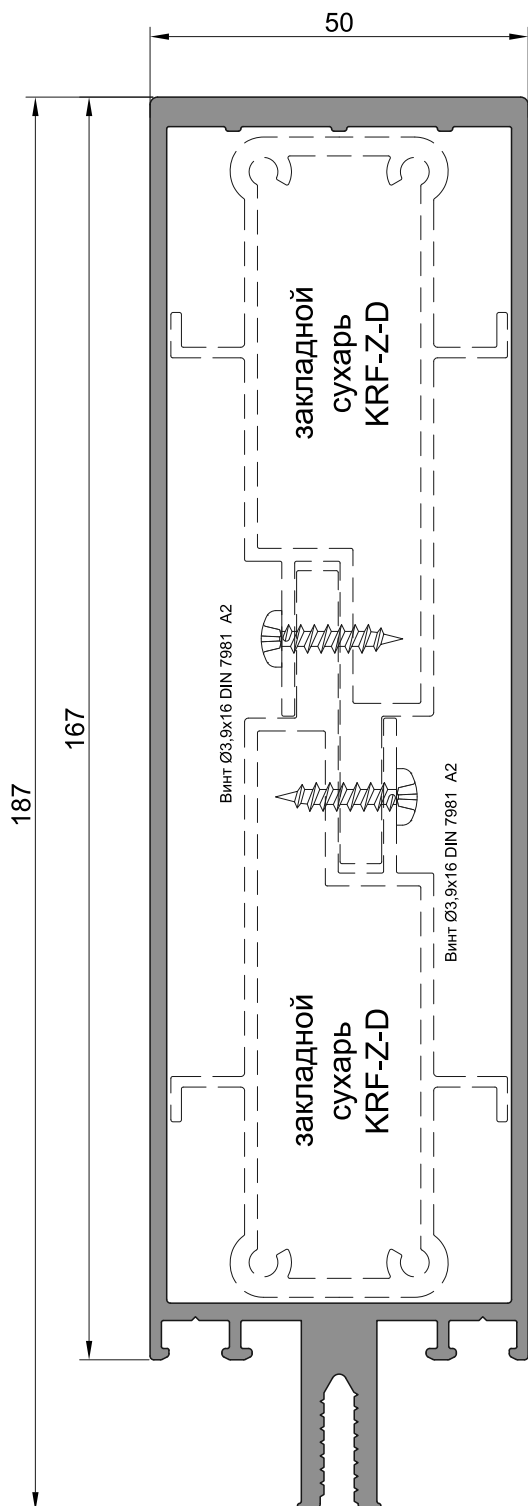 50
закладной
сухарь
KRF-Z-D
Винт Ø3,9x16 DIN 7981 A2
167
187
Винт Ø3,9x16 DIN 7981 A2
закладной
сухарь
KRF-Z-D